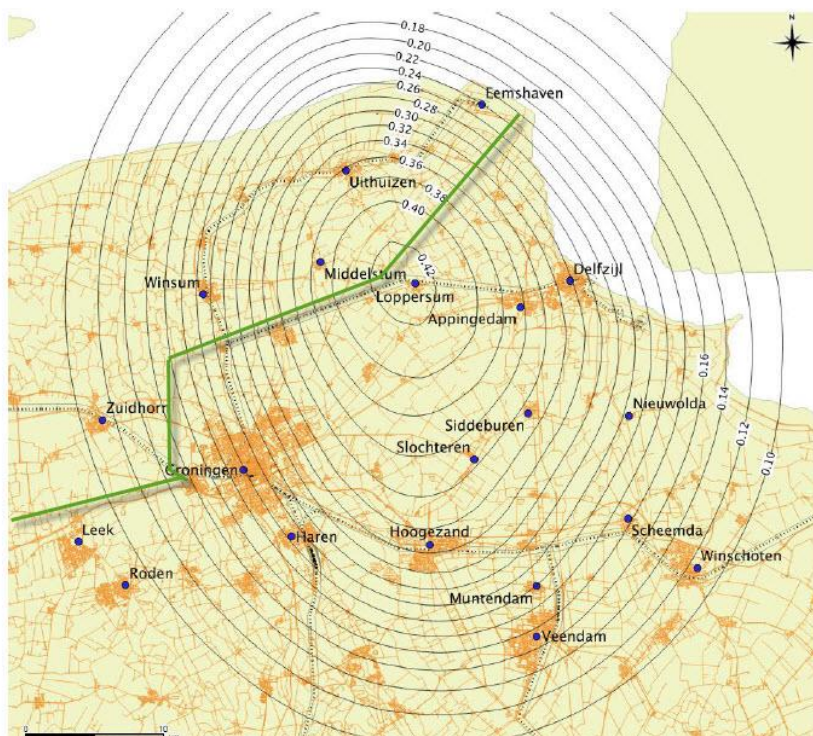 0.18
N
0.20
0.22
0.24
0.26
Eemshaven
0.28
0.30
0.32
0.34
0.36
Uithuizen
0.38
0.40
0.42
Middelstum
Delfzijl
Winsum
Loppersum
Appingedam
0.16
Zuidhorn
Nieuwolda
0.14
Siddeburen
0.12
Slochteren
0.10
Groningen
Scheemda
Leek
Haren
Hoogezand
Winschoten
Roden
Muntendam
Veendam
0
10